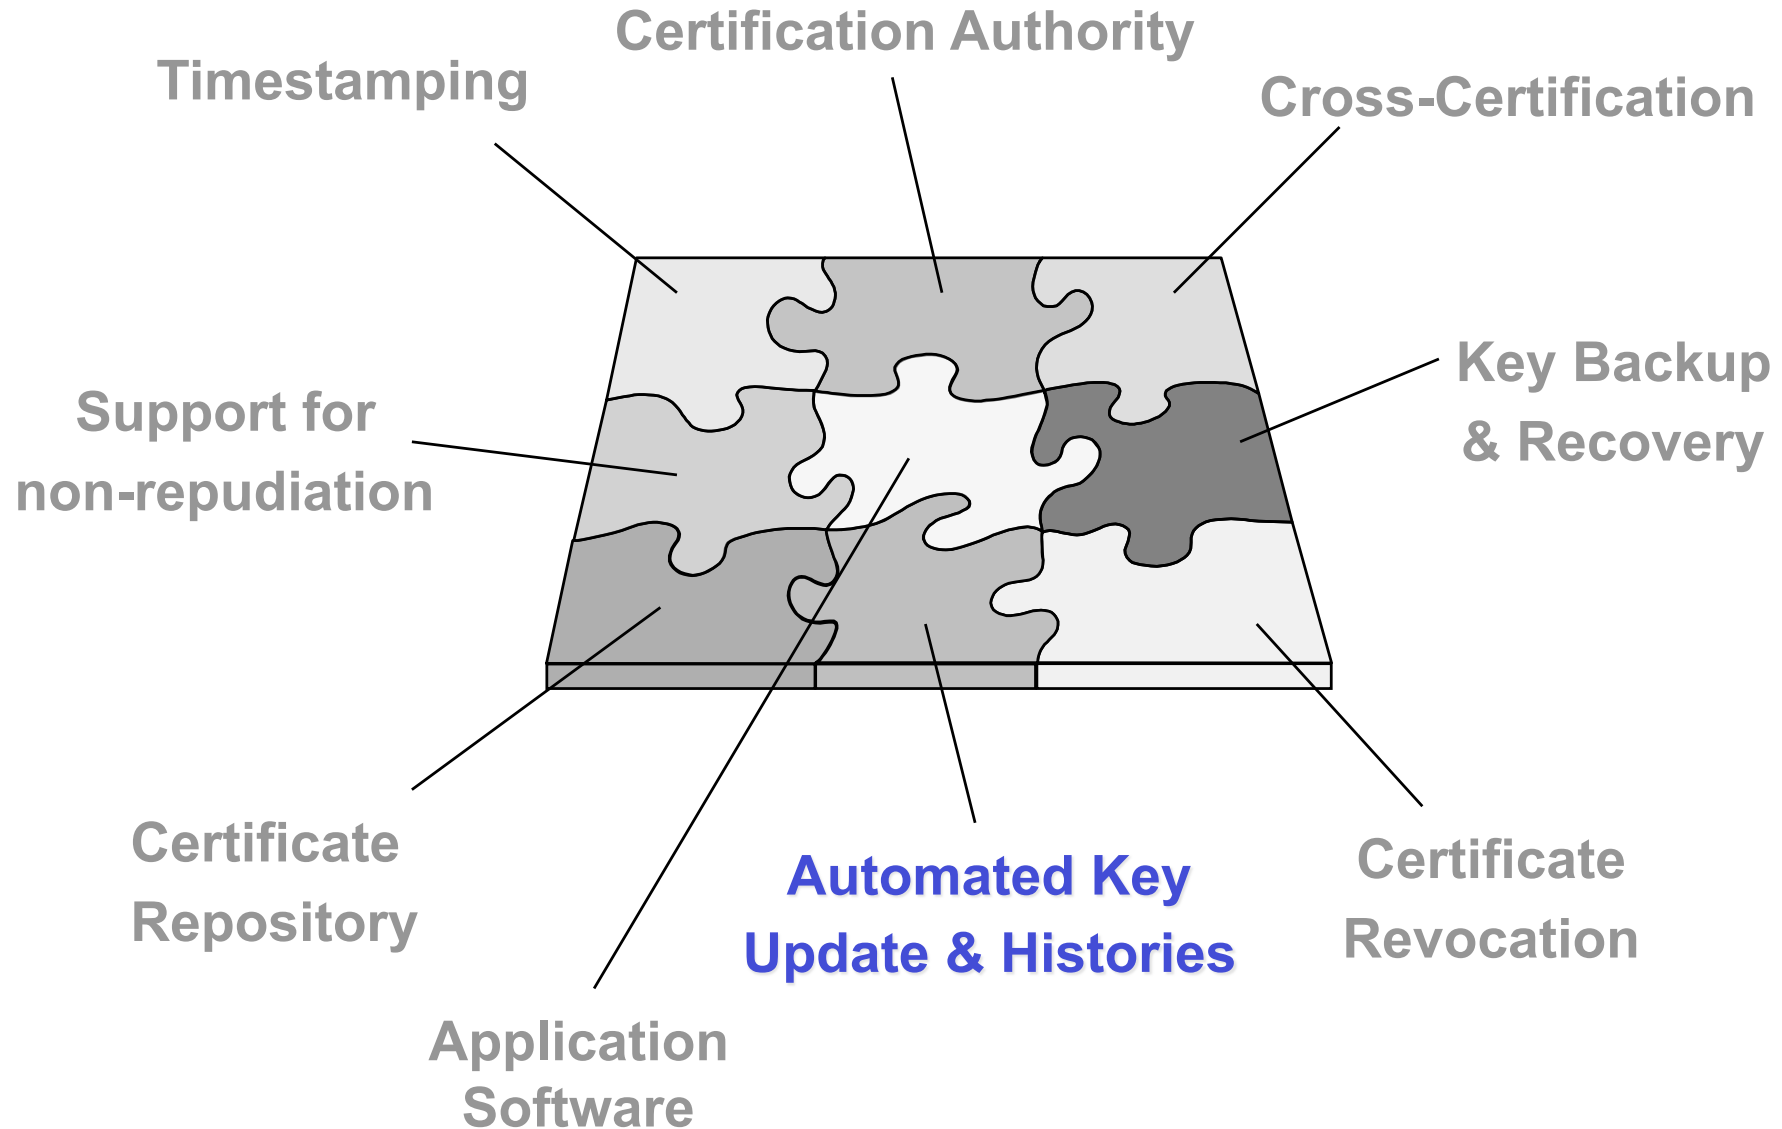 Certification Authority
Timestamping
Cross-Certification
Key Backup
& Recovery
Support for
non-repudiation
Certificate
Repository
Automated Key
Update & Histories
Certificate
Revocation
Application
Software